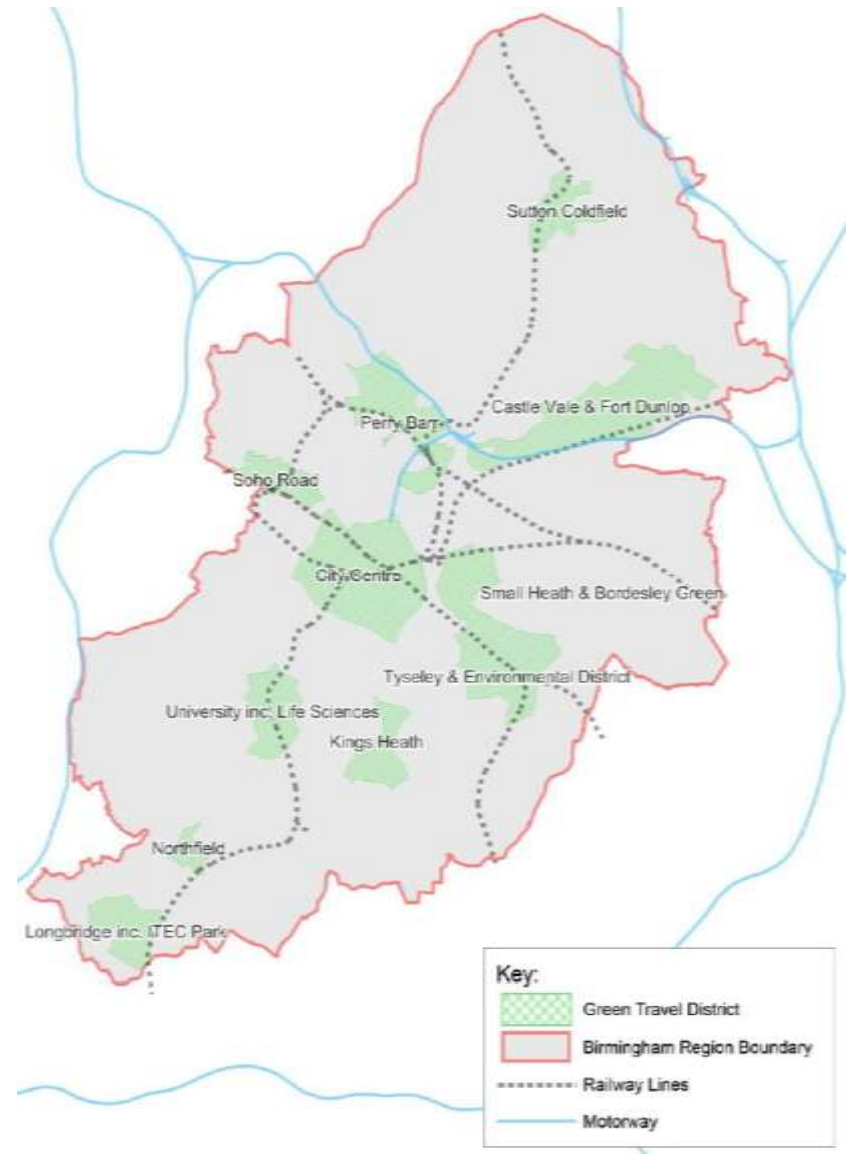 Sutton Coldfield
Castle Vale & Fort Dunlop
Perry Barr
Soho Road
City Centre
Small Heath & Bordesley Green
Tyseley & Environmental District
University inc. Life Sciences
Kings Heath
Northfield
Longbridge inc. ITEC Park
Key:
Green Travel District
Birmingham Region Boundary
Railway Lines
Motorway